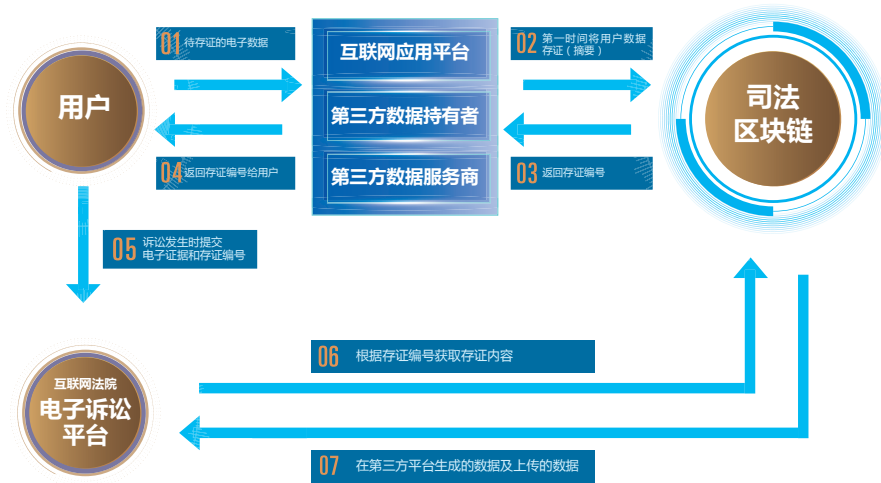 01 待存证的电子数据
互联网应用平台
02 第一时间将用户数据
存证（摘要）
用户
第三方数据持有者
司法
区块链
04 返回存证编号给用户
第三方数据服务商
03 返回存证编号
05 诉讼发生时提交
电子证据和存证编号
06 根据存证编号获取存证内容
互联网法院
电子诉讼
平台
07 在第三方平台生成的数据及上传的数据